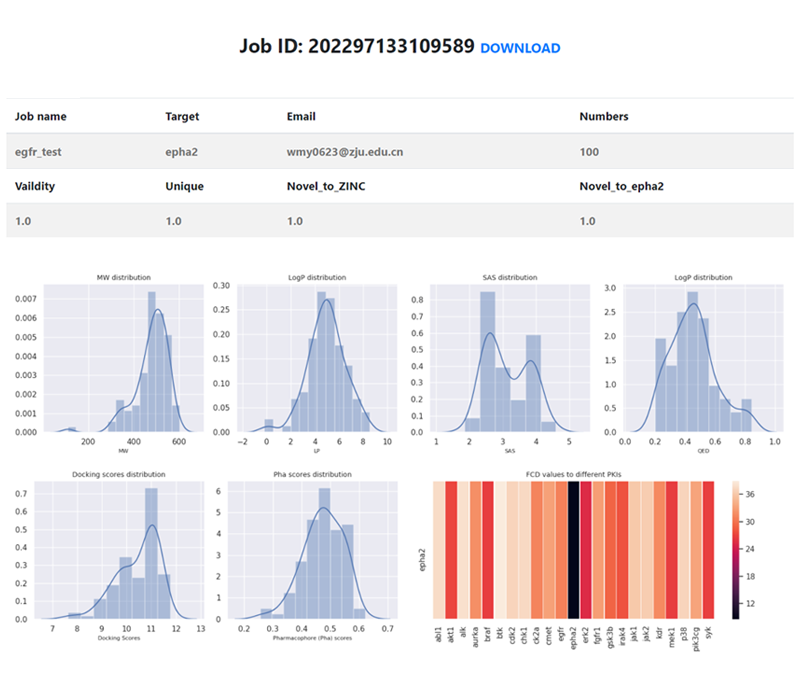 Job ID: 202297133109589 DOWNLOAD
Job name Target Email Numbers
egfr_test epha2 wmy0623@zju.edu.cn 100
Vaildity Unique Novel_to_ZINC Novel_to_epha2
1.0 1.0 1.0 1.0
MW distribution
0.007
0.006
0.005
0.004
0.003
0.002
0.001
0.000
200 400 600
MW
LogP distribution
0.30
0.25
0.20
0.15
0.10
0.05
0.00
−2 0 2 4 6 8 10
LP
SAS distribution
0.8
0.7
0.6
0.5
0.4
0.3
0.2
0.1
0.0
1 2 3 4 5
SAS
LogP distribution
3.0
2.5
2.0
1.5
1.0
0.5
0.0
0.0 0.2 0.4 0.6 0.8 1.0
QED
Docking scores distribution
0.7
0.6
0.5
0.4
0.3
0.2
0.1
0.0
7 8 9 10 11 12 13
Docking Scores
Pha scores distribution
6
5
4
3
2
1
0
0.2 0.3 0.4 0.5 0.6 0.7
Pharmacophore (Pha) scores
FCD values to different PKIs
epha2
abl1 akt1 alk aurka braf btk cdk2 chk1 ck2a cmet egfr epha2 erk2 fgfr1 gsk3b irak4 jak1 jak2 kdr mek1 p38 pik3cg syk
36
30
24
18
12